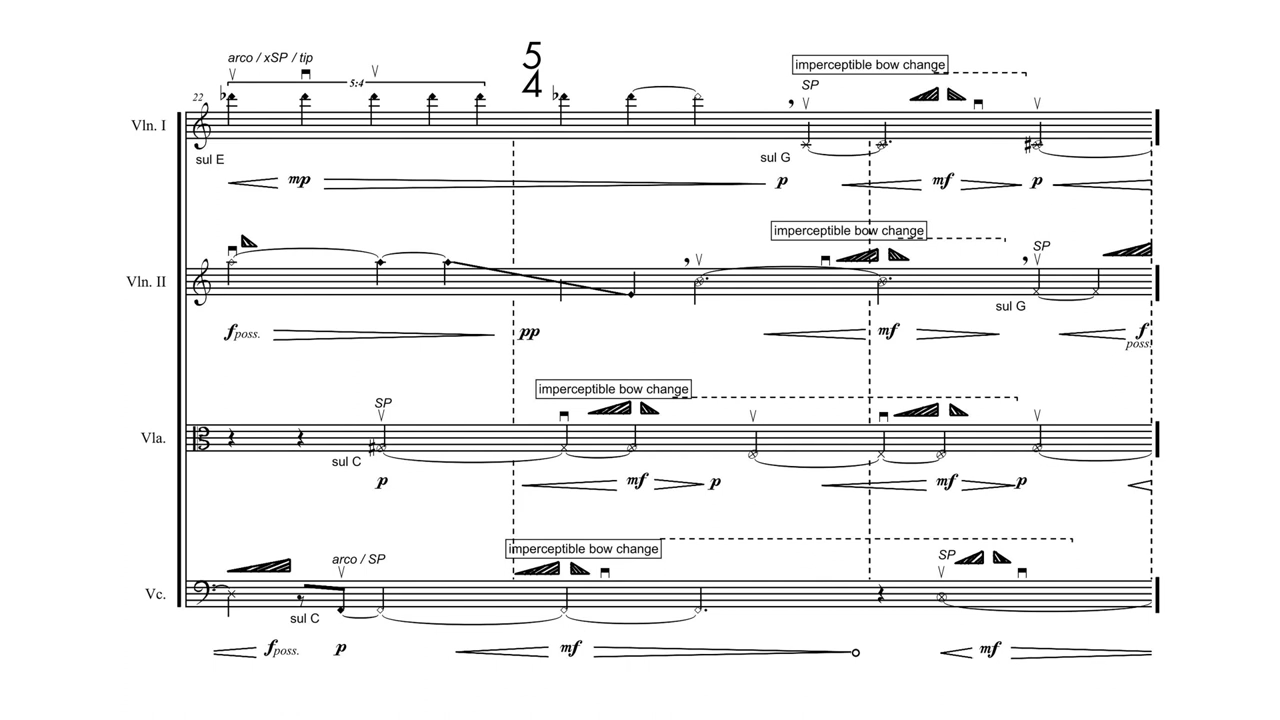 arco / xSP / tip
5:4
5
4
imperceptible bow change
SP
22
Vln. I
sul E
sul G
mp
p
mf
p
imperceptible bow change
SP
Vln. II
sul G
f poss.
pp
mf
f
poss.
imperceptible bow change
SP
Vla.
sul C
p
mf
p
mf
p
imperceptible bow change
arco / SP
SP
Vc.
sul C
f poss.
p
mf
mf